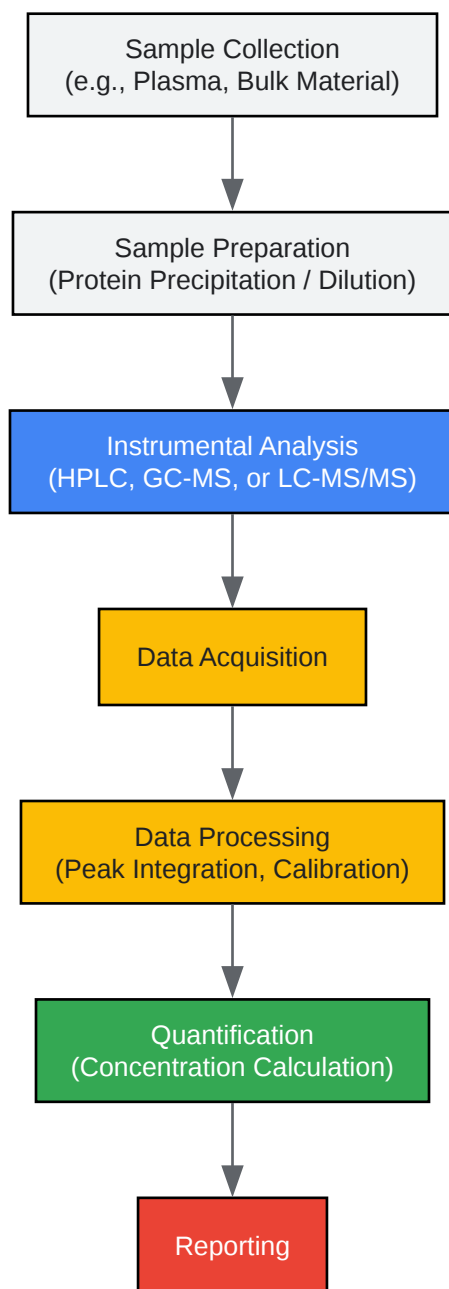 Sample Collection
(e.g., Plasma, Bulk Material)
Sample Preparation
(Protein Precipitation / Dilution)
Instrumental Analysis
(HPLC, GC-MS, or LC-MS/MS)
Data Acquisition
Data Processing
(Peak Integration, Calibration)
Quantification
(Concentration Calculation)
Reporting